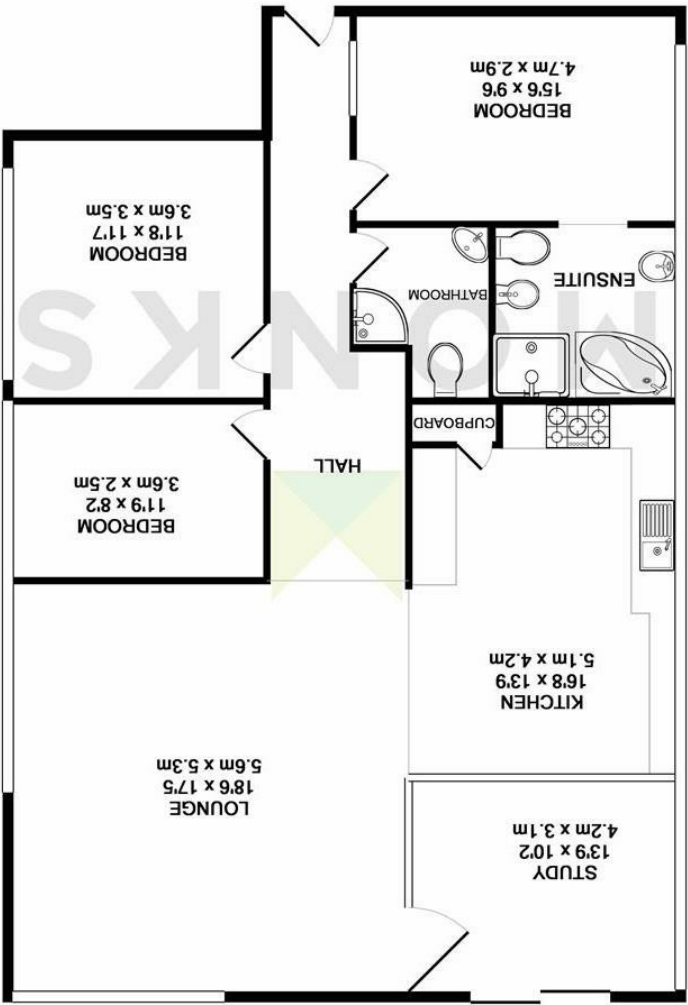 STUDY
13'9 x 10'2
4.2m x 3.1m
LOUNGE
18'6 x 17'5
5.6m x 5.3m
KITCHEN
16'8 x 13'9
5.1m x 4.2m
BEDROOM
11'9 x 8'2
3.6m x 2.5m
HALL
CUPBOARD
MONKS
ENSUITE
BATHROOM
BEDROOM
11'8 x 11'7
3.6m x 3.5m
BEDROOM
15'6 x 9'6
4.7m x 2.9m